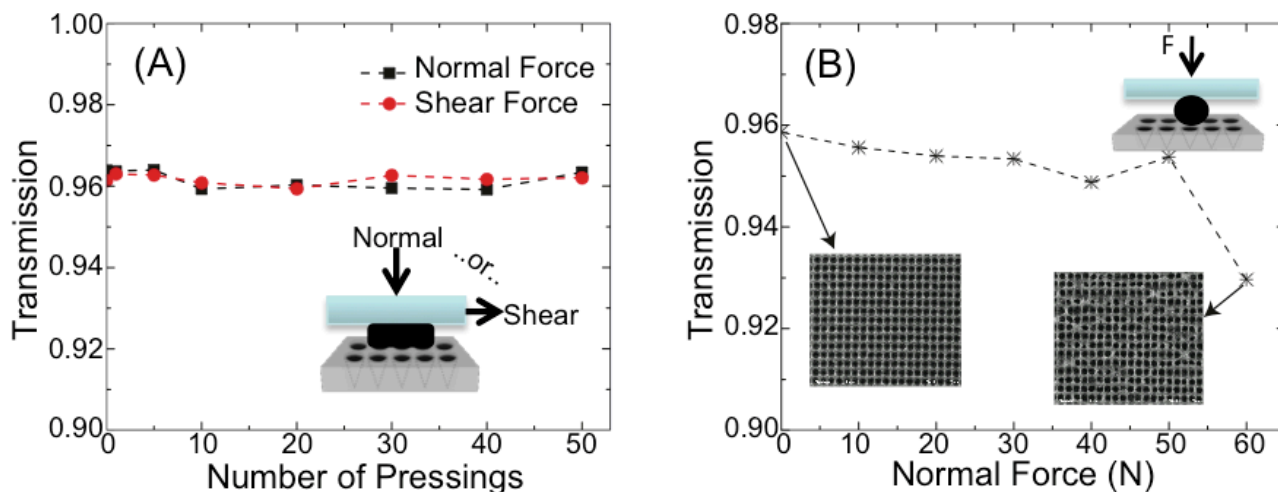 (A)
Normal Force
Shear Force
1.00
0.98
0.96
0.94
0.92
0.90
Transmission
Normal
..or..
Shear
0 10 20 30 40 50
Number of Pressings
(B)
F
0.98
0.96
0.94
0.92
0.90
Transmission
0 10 20 30 40 50 60
Normal Force (N)